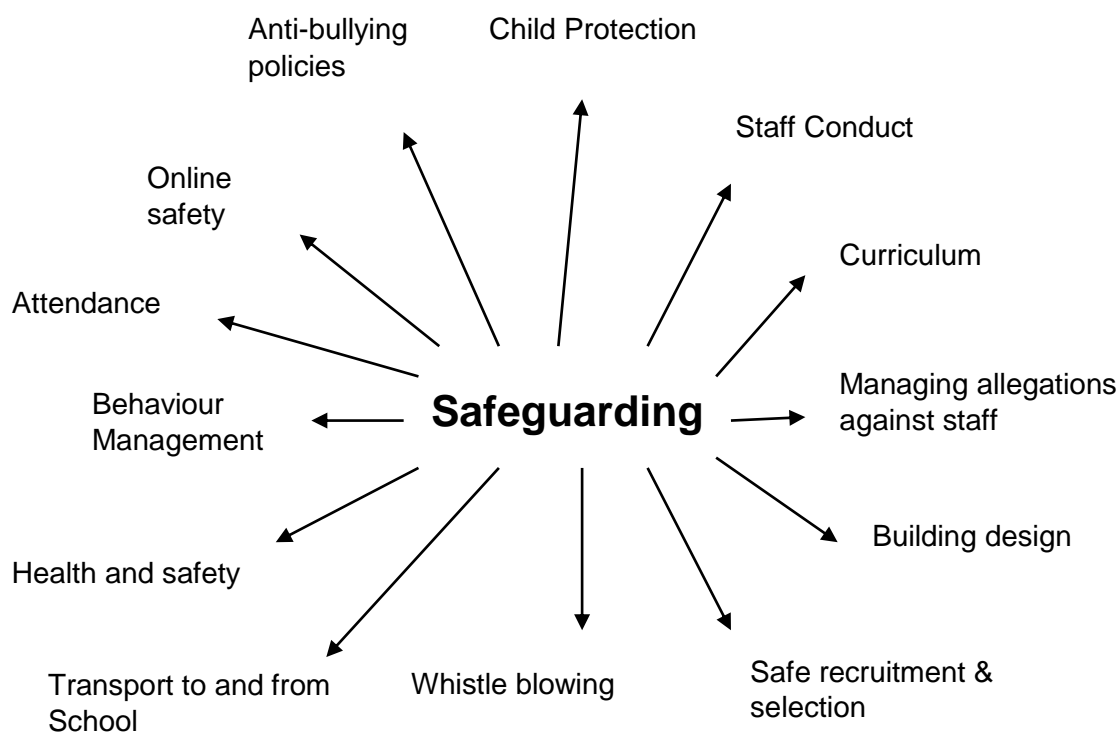 Anti-bullying
policies
Child Protection
Staff Conduct
Online
safety
Curriculum
Attendance
Behaviour
Management
Safeguarding
Managing allegations
against staff
Building design
Health and safety
Transport to and from
School
Whistle blowing
Safe recruitment &
selection